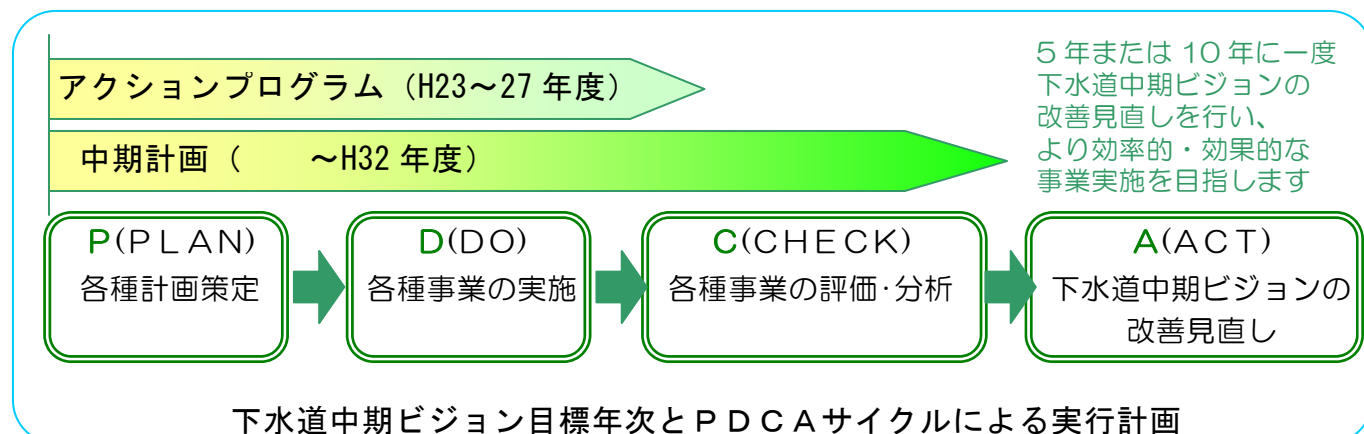 アクションプログラム（H23～27 年度）
中期計画（　　～H32 年度）
5 年または 10 年に一度
下水道中期ビジョンの
改善見直しを行い、
より効率的・効果的な
事業実施を目指します
P(ＰＬＡＮ)
各種計画策定
D(DO)
各種事業の実施
C(ＣＨＥＣＫ)
各種事業の評価・分析
A(ＡＣＴ)
下水道中期ビジョンの
改善見直し
下水道中期ビジョン目標年次とＰＤＣＡサイクルによる実行計画